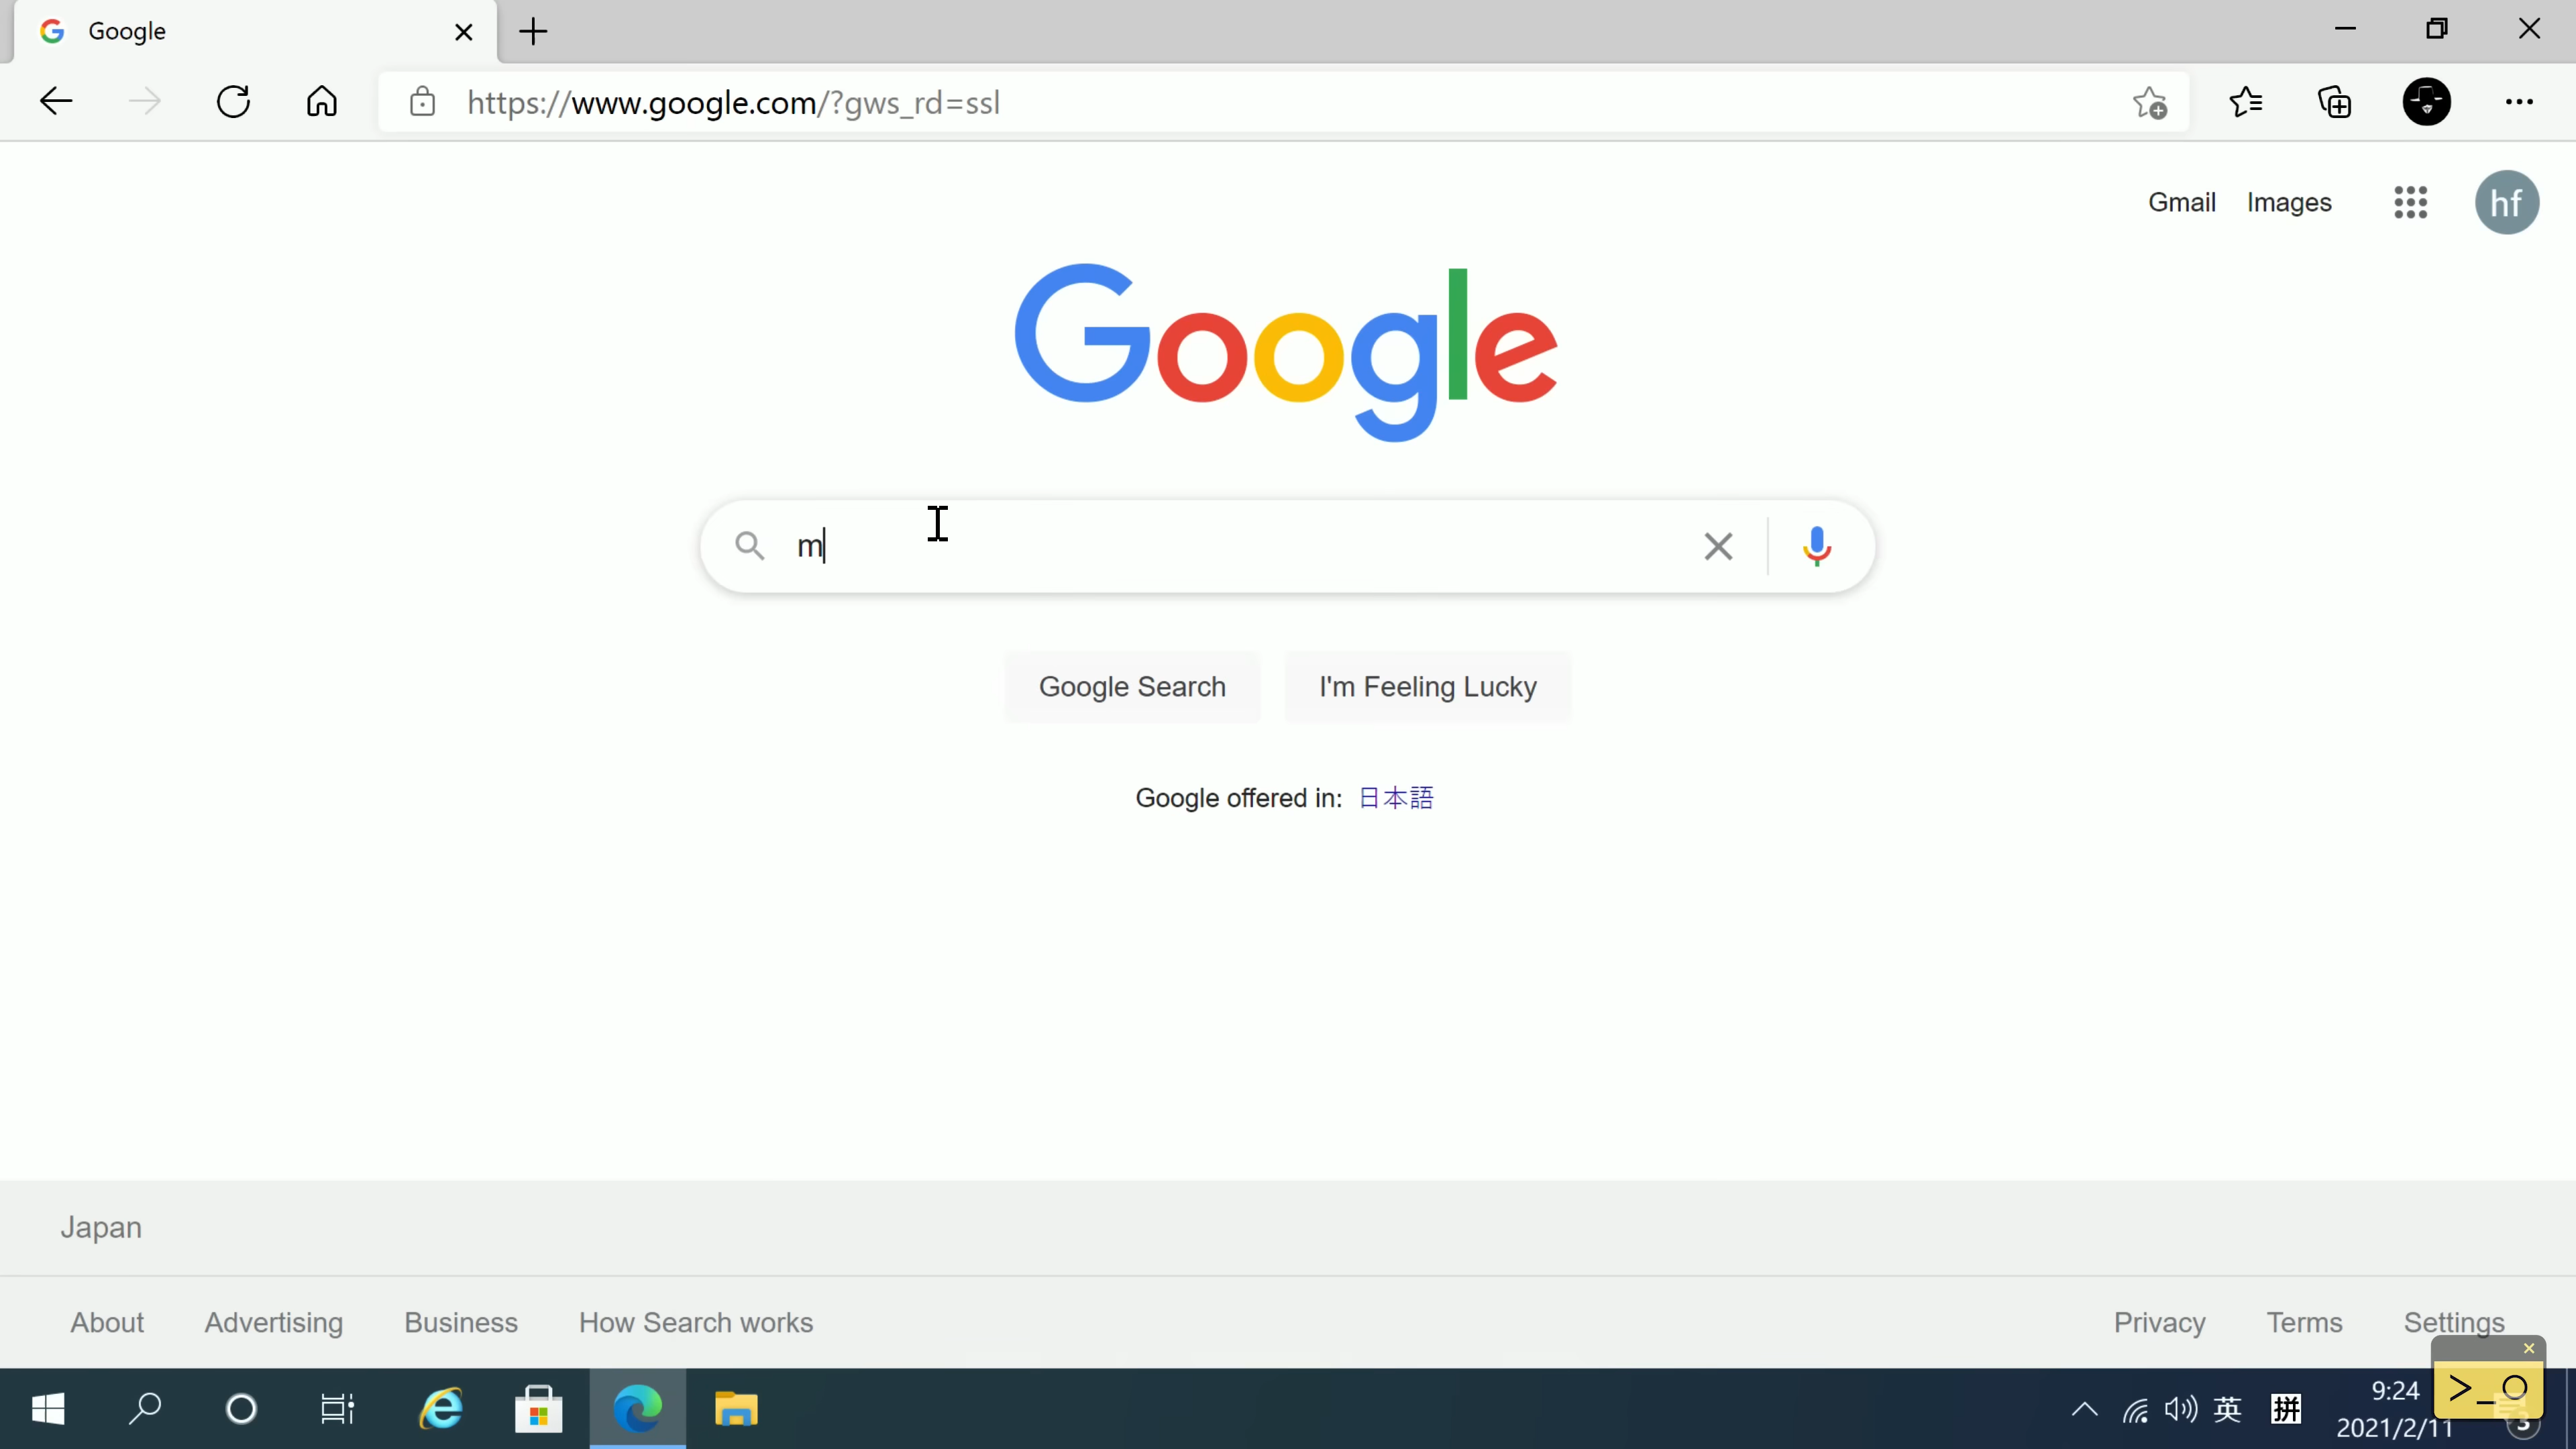 Google
https://www.google.com/?gws_rd=ssl
Gmail Images hf
Google
m
Google Search I'm Feeling Lucky
Google offered in: 日本語
Japan
About Advertising Business How Search works Privacy Terms Settings
>_O
英 拼 9:24
2021/2/11 3